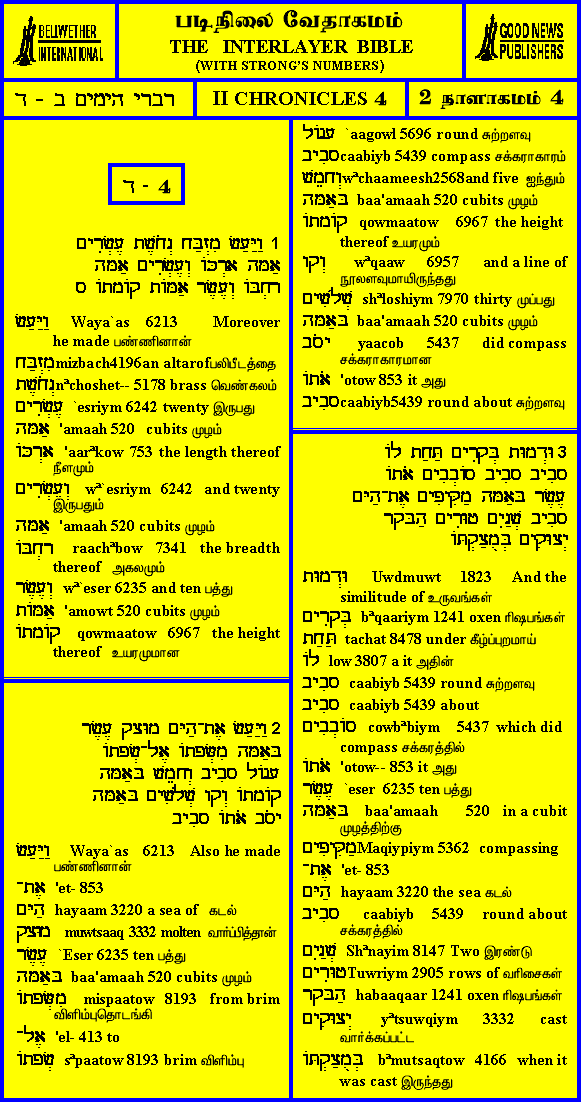 BELLWETHER
INTERNATIONAL
படிநிலை வேதாகமம்
THE INTERLAYER BIBLE
(WITH STRONG'S NUMBERS)
GOOD NEWS
PUBLISHERS
דברי הימים ב - ד
II CHRONICLES 4
2 நாளாகமம் 4
ד - 4
1 וַיַּעַשׂ מִזְבַּח נְחֹשֶׁת עֶשְׂרִים
אַמָּה אָרְכּוֹ וְעֶשְׂרִים אַמָּה
רָחְבּוֹ וְעֶשֶׂר אַמּוֹת קוֹמָתוֹ ס
וַיַּעַשׂ Waya`as 6213 Moreover
he made பண்ணினான்
מִזְבַּח mizbach4196an altarofபலிபீடத்தை
נְחֹשֶׁת nªchoshet-- 5178 brass வெண்கலம்
עֶשְׂרִים `esriym 6242 twenty இருபது
אַמָּה 'amaah 520 cubits முழம்
אָרְכּוֹ 'aarªkow 753 the length thereof
நீளமும்
וְעֶשְׂרִים wª`esriym 6242 and twenty
இருபதும்
אַמָּה 'amaah 520 cubits முழம்
רָחְבּוֹ raachªbow 7341 the breadth
thereof அகலமும்
וְעֶשֶׂר wª`eser 6235 and ten பத்து
אַמּוֹת 'amowt 520 cubits முழம்
קוֹמָתוֹ qowmaatow 6967 the height
thereof உயரமுமான
2 וַיַּעַשׂ אֶת־הַיָּם מוּצָק עֶשֶׂר
בָּאַמָּה מִשְּׂפָתוֹ אֶל־שְׂפָתוֹ
עָגוֹל סָבִיב וְחָמֵשׁ בָּאַמָּה
קוֹמָתוֹ וְקָו שְׁלֹשִׁים בָּאַמָּה
יָסֹב אֹתוֹ סָבִיב
וַיַּעַשׂ Waya`as 6213 Also he made
பண்ணினான்
אֶת־ 'et- 853
הַיָּם hayaam 3220 a sea of கடல்
מוּצָק muwtsaaq 3332 molten வார்ப்பித்தான்
עֶשֶׂר `Eser 6235 ten பத்து
בָּאַמָּה baa'amaah 520 cubits முழம்
מִשְּׂפָתוֹ mispaatow 8193 from brim
விளிம்புதொடங்கி
אֶל־ 'el- 413 to
שְׂפָתוֹ sªpaatow 8193 brim விளிம்பு
עָגוֹל `aagowl 5696 round சுற்றளவு
סָבִיב caabiyb 5439 compass சக்கராகாரம்
וְחָמֵשׁ wªchaameesh2568and five ஐந்தும்
בָּאַמָּה baa'amaah 520 cubits முழம்
קוֹמָתוֹ qowmaatow 6967 the height
thereof உயரமும்
וְקָו wªqaaw 6957 and a line of
நூலளவுமாயிருந்தது
שְׁלֹשִׁים shªloshiym 7970 thirty முப்பது
בָּאַמָּה baa'amaah 520 cubits முழம்
יָסֹב yaacob 5437 did compass
சக்கராகாரமான
אֹתוֹ 'otow 853 it அது
סָבִיב caabiyb5439 round about சுற்றளவு
3 וּדְמוּת בְּקָרִים תַּחַת לוֹ
סָבִיב סָבִיב סוֹבְבִים אֹתוֹ
עֶשֶׂר בָּאַמָּה מַקִּיפִים אֶת־הַיָּם
סָבִיב שְׁנַיִם טוּרִים הַבָּקָר
יְצוּקִים בְּמֻצַקְתּוֹ
וּדְמוּת Uwdmuwt 1823 And the
similitude of உருவங்கள்
בְּקָרִים bªqaariym 1241 oxen ரிஷபங்கள்
תַּחַת tachat 8478 under கீழ்ப்புறமாய்
לוֹ low 3807 a it அதின்
סָבִיב caabiyb 5439 round சுற்றளவு
סָבִיב caabiyb 5439 about
סוֹבְבִים cowbªbiym 5437 which did
compass சக்கரத்தில்
אֹתוֹ 'otow-- 853 it அது
עֶשֶׂר `eser 6235 ten பத்து
בָּאַמָּה baa'amaah 520 in a cubit
முழத்திற்கு
מַקִּיפִים Maqiypiym 5362 compassing
אֶת־ 'et- 853
הַיָּם hayaam 3220 the sea கடல்
סָבִיב caabiyb 5439 round about
சக்கரத்தில்
שְׁנַיִם Shªnayim 8147 Two இரண்டு
טוּרִים Tuwriym 2905 rows of வரிசைகள்
הַבָּקָר habaaqaar 1241 oxen ரிஷபங்கள்
יְצוּקִים yªtsuwqiym 3332 cast
வார்க்கப்பட்ட
בְּמֻצַקְתּוֹ bªmutsaqtow 4166 when it
was cast இருந்தது